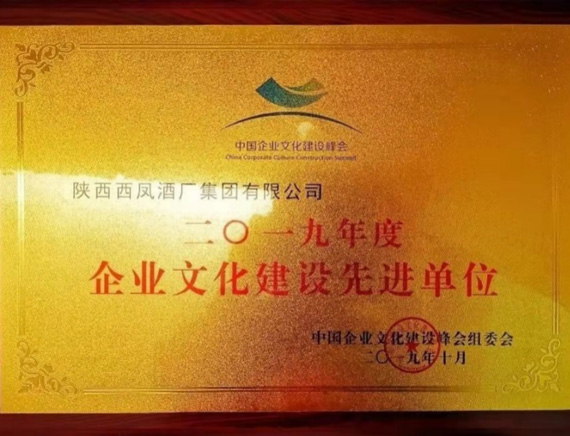 中国企业文化建设峰会
China Corporate Culture Construction Summit
陕西西凤酒厂集团有限公司
二〇一九年度
企业文化建设先进单位
中国企业文化建设峰会组委会
二〇一九年十月